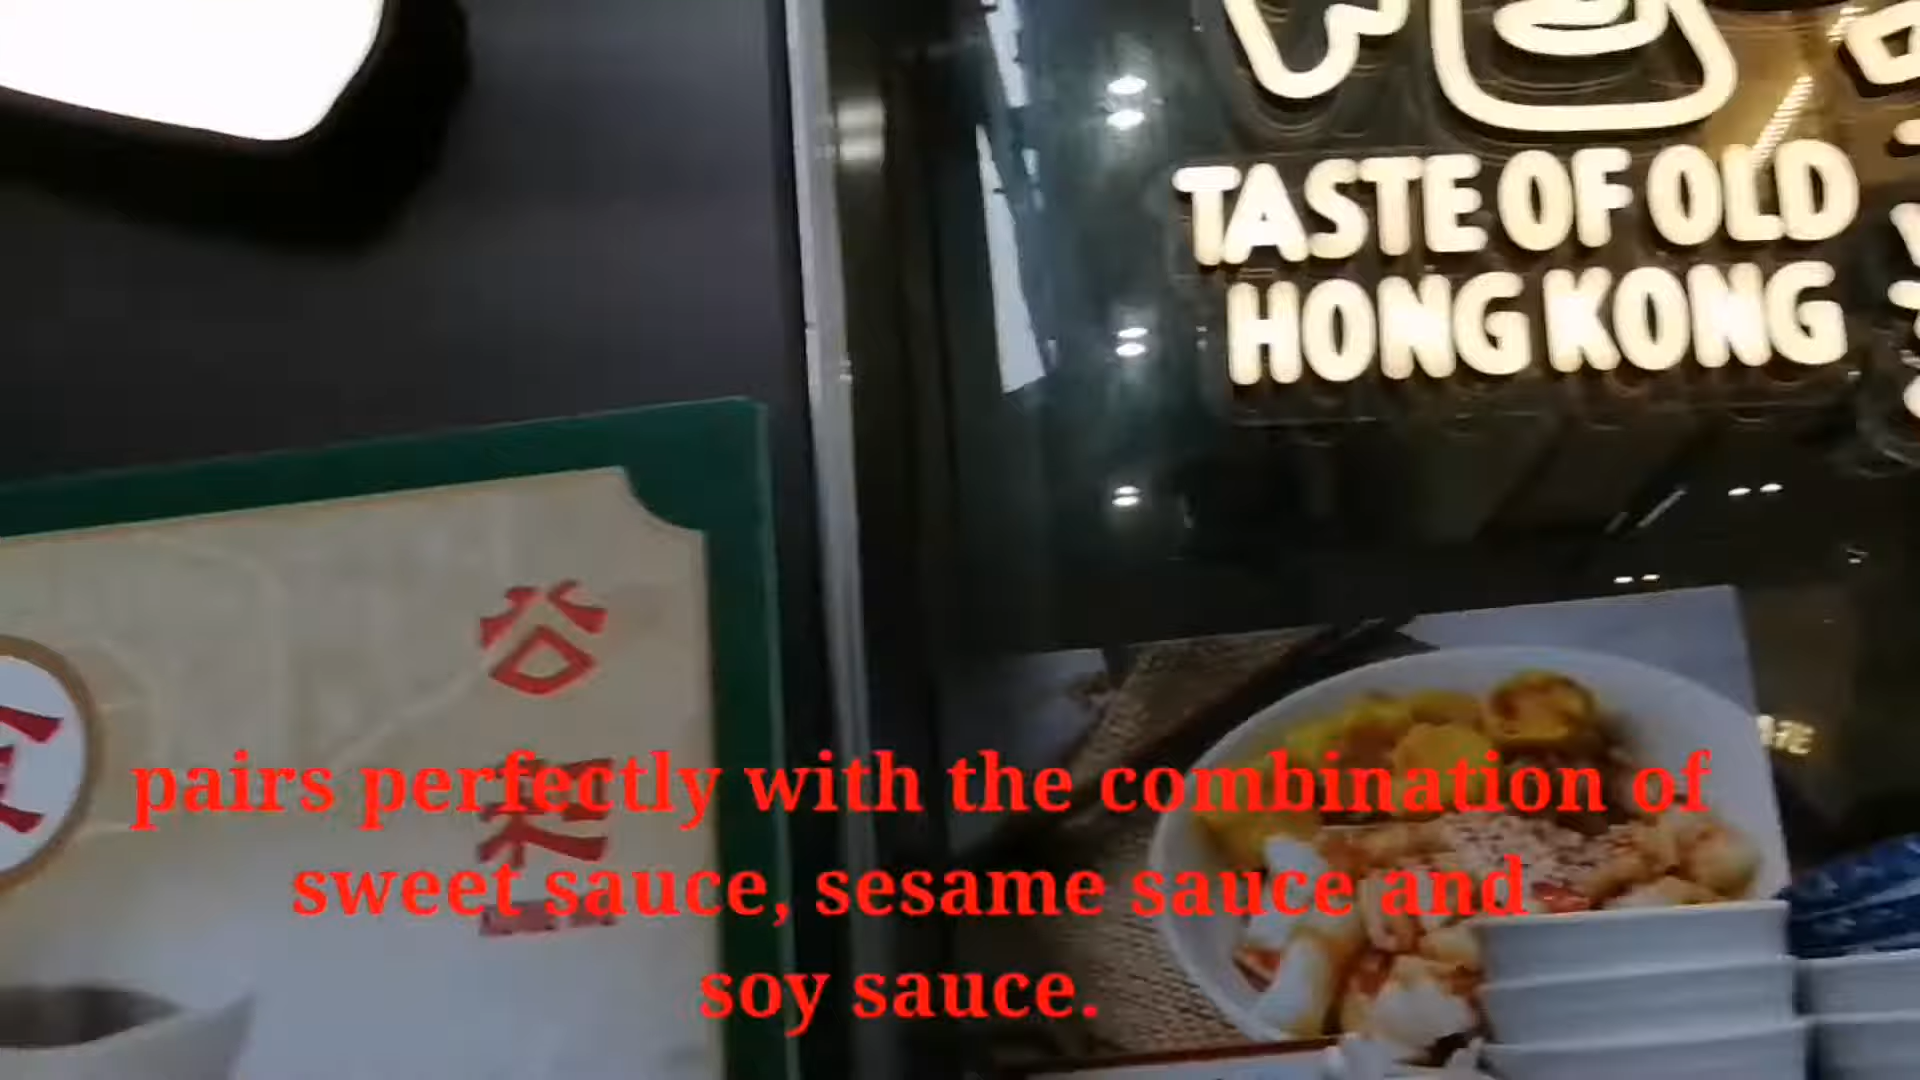 TASTE OF OLD
HONG KONG
谷
pairs perfectly with the combination of
sweet sauce, sesame sauce and
soy sauce.